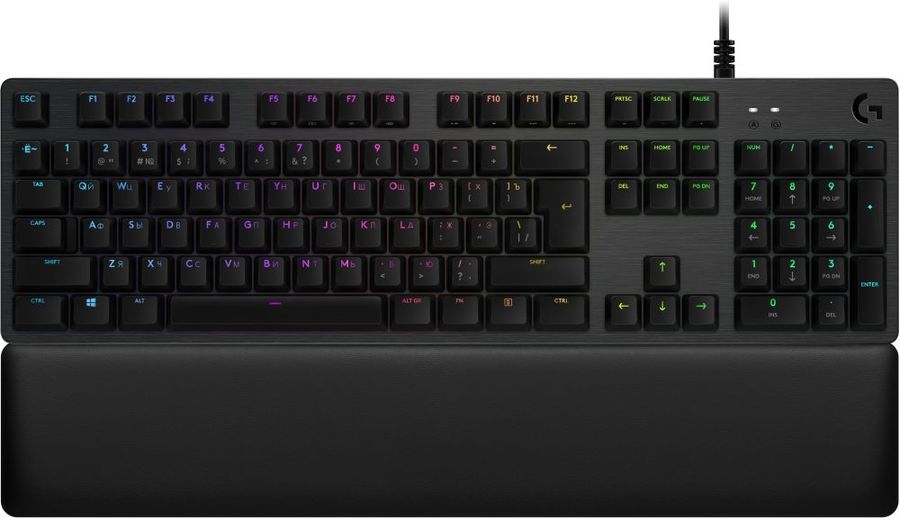 ESC F1 F2 F3 F4 F5 F6 F7 F8 F9 F10 F11 F12 PRTSC SCRLK PAUSE
Ё~ 1 ! 2 @ " 3 # № 4 $ ; 5 % 6 ^ : 7 & ? 8 * 9 ( 0 ) - = + ← INS HOME PG UP NUM / * -
TAB Q Й W Ц E У R К T Е Y Н U Г I Ш O Щ P З [ Х ] Ъ DEL END PG DN 7 HOME 8 ↑ 9 PG UP +
CAPS A Ф S Ы D В F А G П H Р J О K Л L Д Ж Э \ | / 4 ← 5 6 →
SHIFT Z Я X Ч C С V М B И N Т M Ь < Б > Ю / ? . SHIFT ↑ 1 END 2 ↓ 3 PG DN ENTER
CTRL ALT ALT GR FN CTRL ← ↓ → 0 INS . DEL